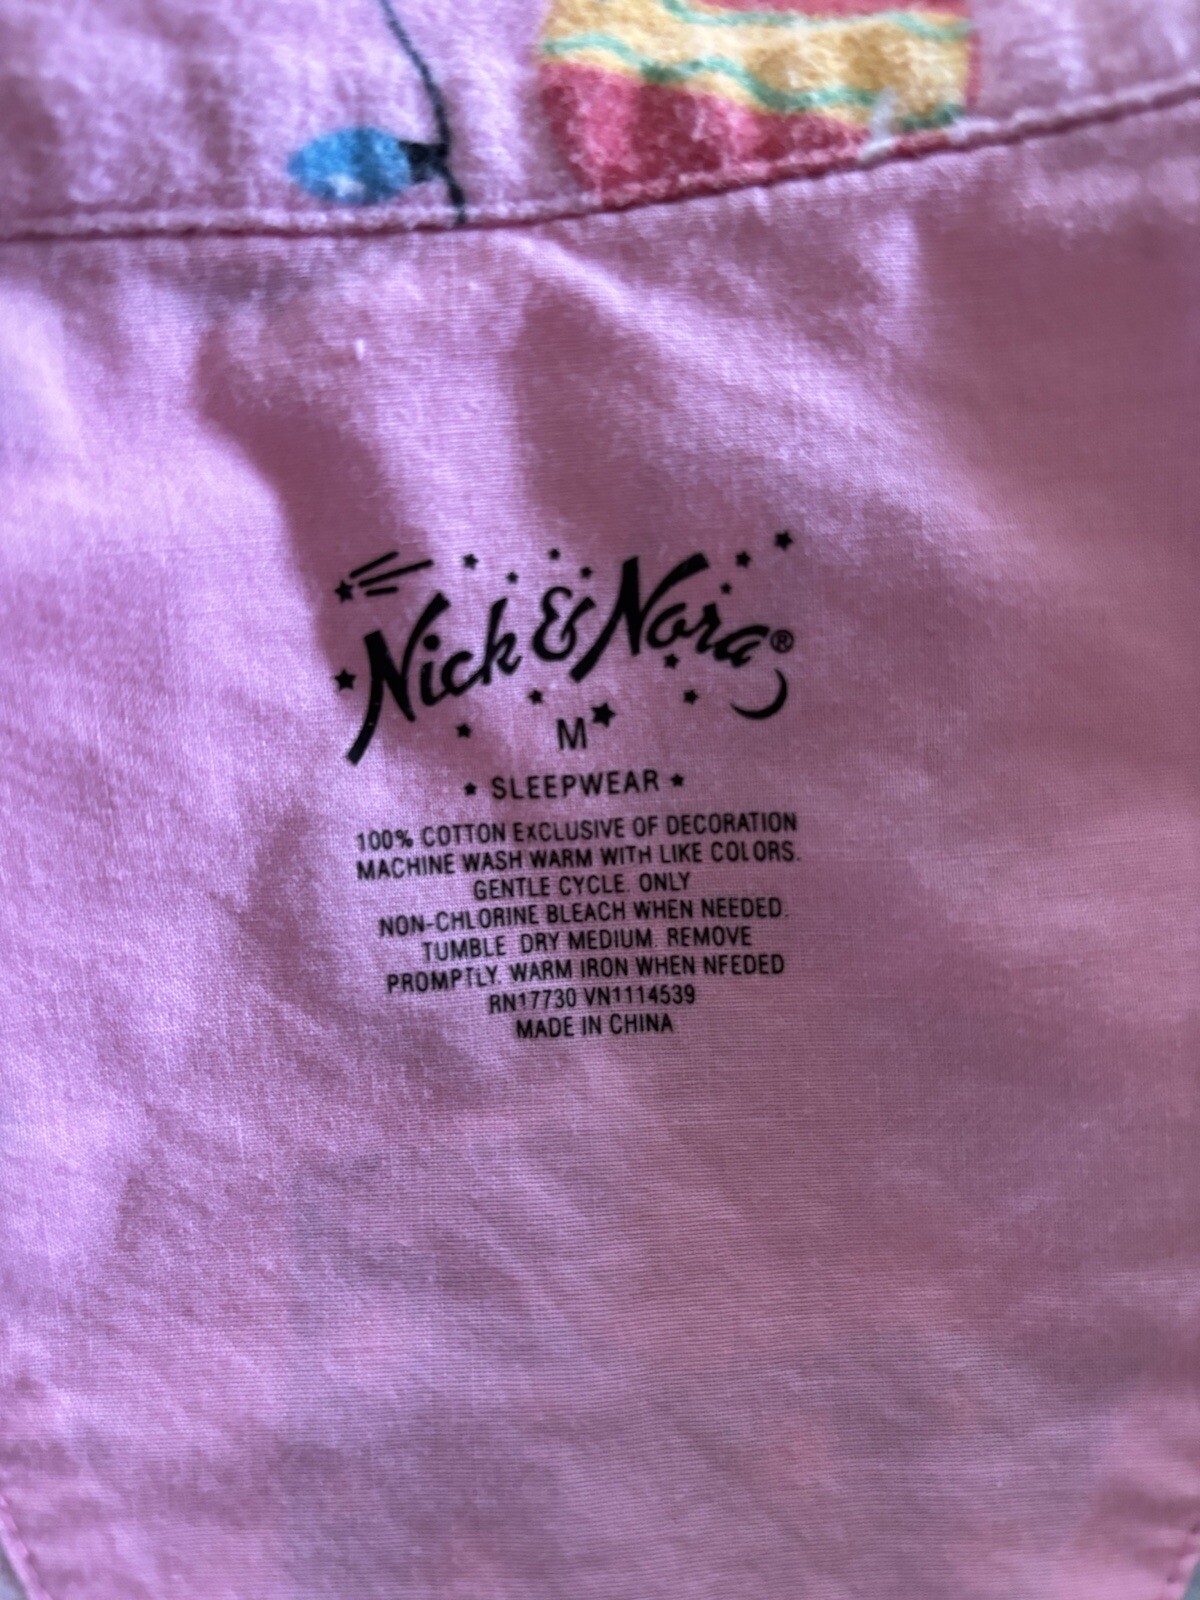 Nick & Nora®
M
SLEEPWEAR
100% COTTON EXCLUSIVE OF DECORATION
MACHINE WASH WARM WITH LIKE COLORS.
GENTLE CYCLE. ONLY
NON-CHLORINE BLEACH WHEN NEEDED.
TUMBLE DRY MEDIUM. REMOVE
PROMPTLY. WARM IRON WHEN NEEDED
RN17730 VN1114539
MADE IN CHINA